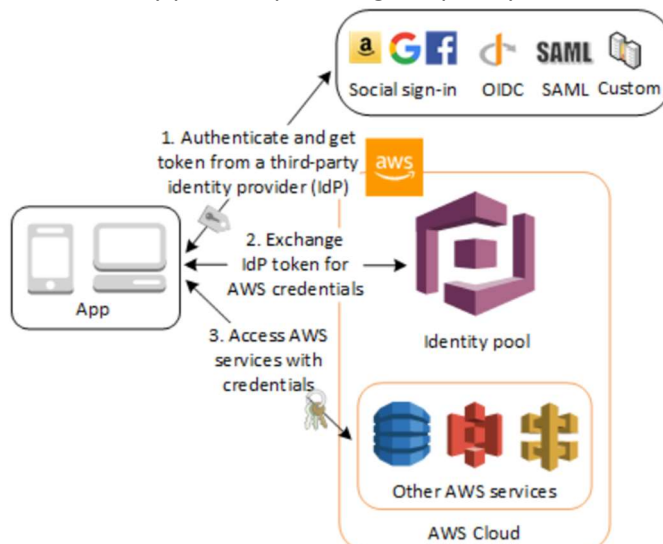 SAML
Social sign-in OIDC SAML Custom
1. Authenticate and get
token from a third-party
identity provider (IdP)
aws
2. Exchange
IdP token for
AWS credentials
App
3. Access AWS
services with
credentials
Identity pool
Other AWS services
AWS Cloud